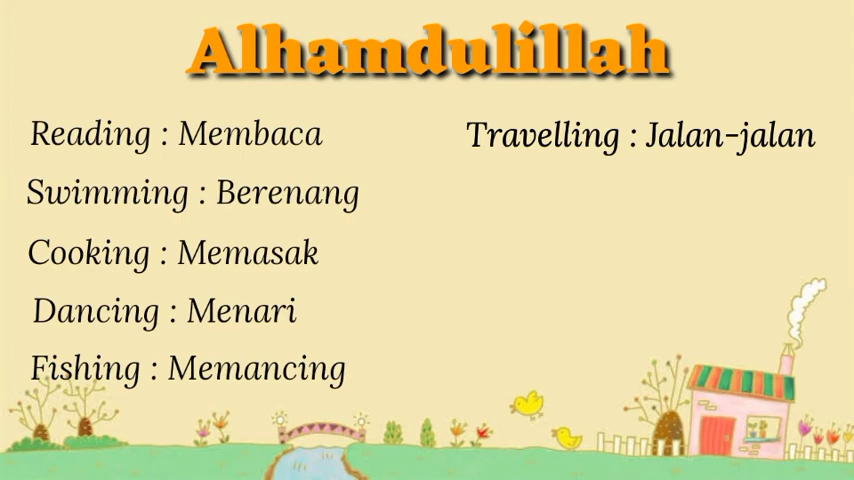 Alhamdulillah
Reading : Membaca
Swimming : Berenang
Cooking : Memasak
Dancing : Menari
Fishing : Memancing
Travelling : Jalan-jalan